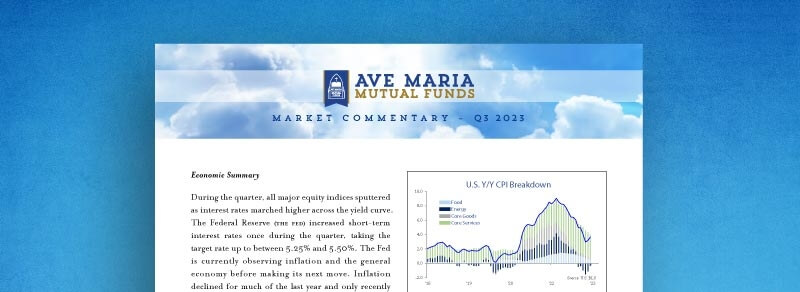 AVE MARIA
MUTUAL FUNDS
MARKET COMMENTARY - Q3 2023
Economic Summary
During the quarter, all major equity indices sputtered
as interest rates marched higher across the yield curve.
The Federal Reserve (THE FED) increased short-term
interest rates once during the quarter, taking the
target rate up to between 5.25% and 5.50%. The Fed
is currently observing inflation and the general
economy before making its next move. Inflation
declined for much of the last year and only recently
U.S. Y/Y CPI Breakdown
10.0
8.0
6.0
4.0
2.0
0.0
-2.0
Food
Energy
Core Goods
Core Services
'18
'19
'20
'21
'22
'23